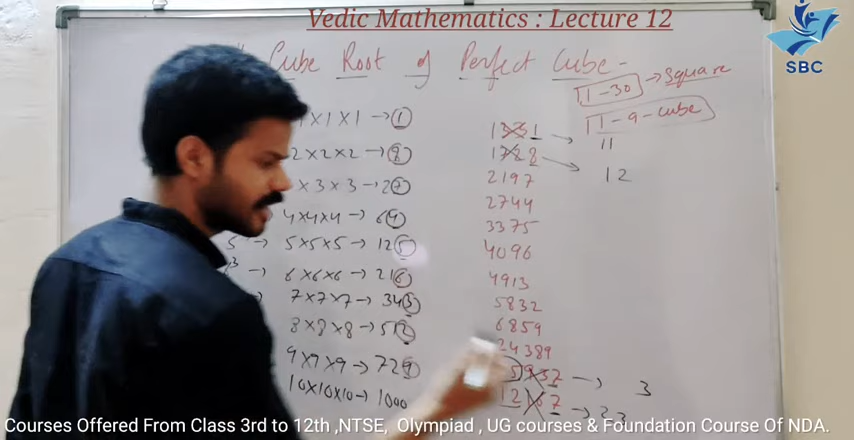 Vedic Mathematics : Lecture 12
SBC
Cube Root of Perfect Cube -
1-30 → Square
1-9-cube
1×1 → 1
2×2×2 → 8
×3×3 → 27
4×4×4 → 64
5 → 5×5×5 → 125
→ 6×6×6 → 216
→ 7×7×7 → 343
8×8×8 → 512
9×9×9 → 729
10×10×10 → 1000
1331 → 11
1728 → 12
2197
2744
3375
4096
4913
5832
6859
24389
→ 3
→ 23
Courses Offered From Class 3rd to 12th ,NTSE, Olympiad , UG courses & Foundation Course Of NDA.